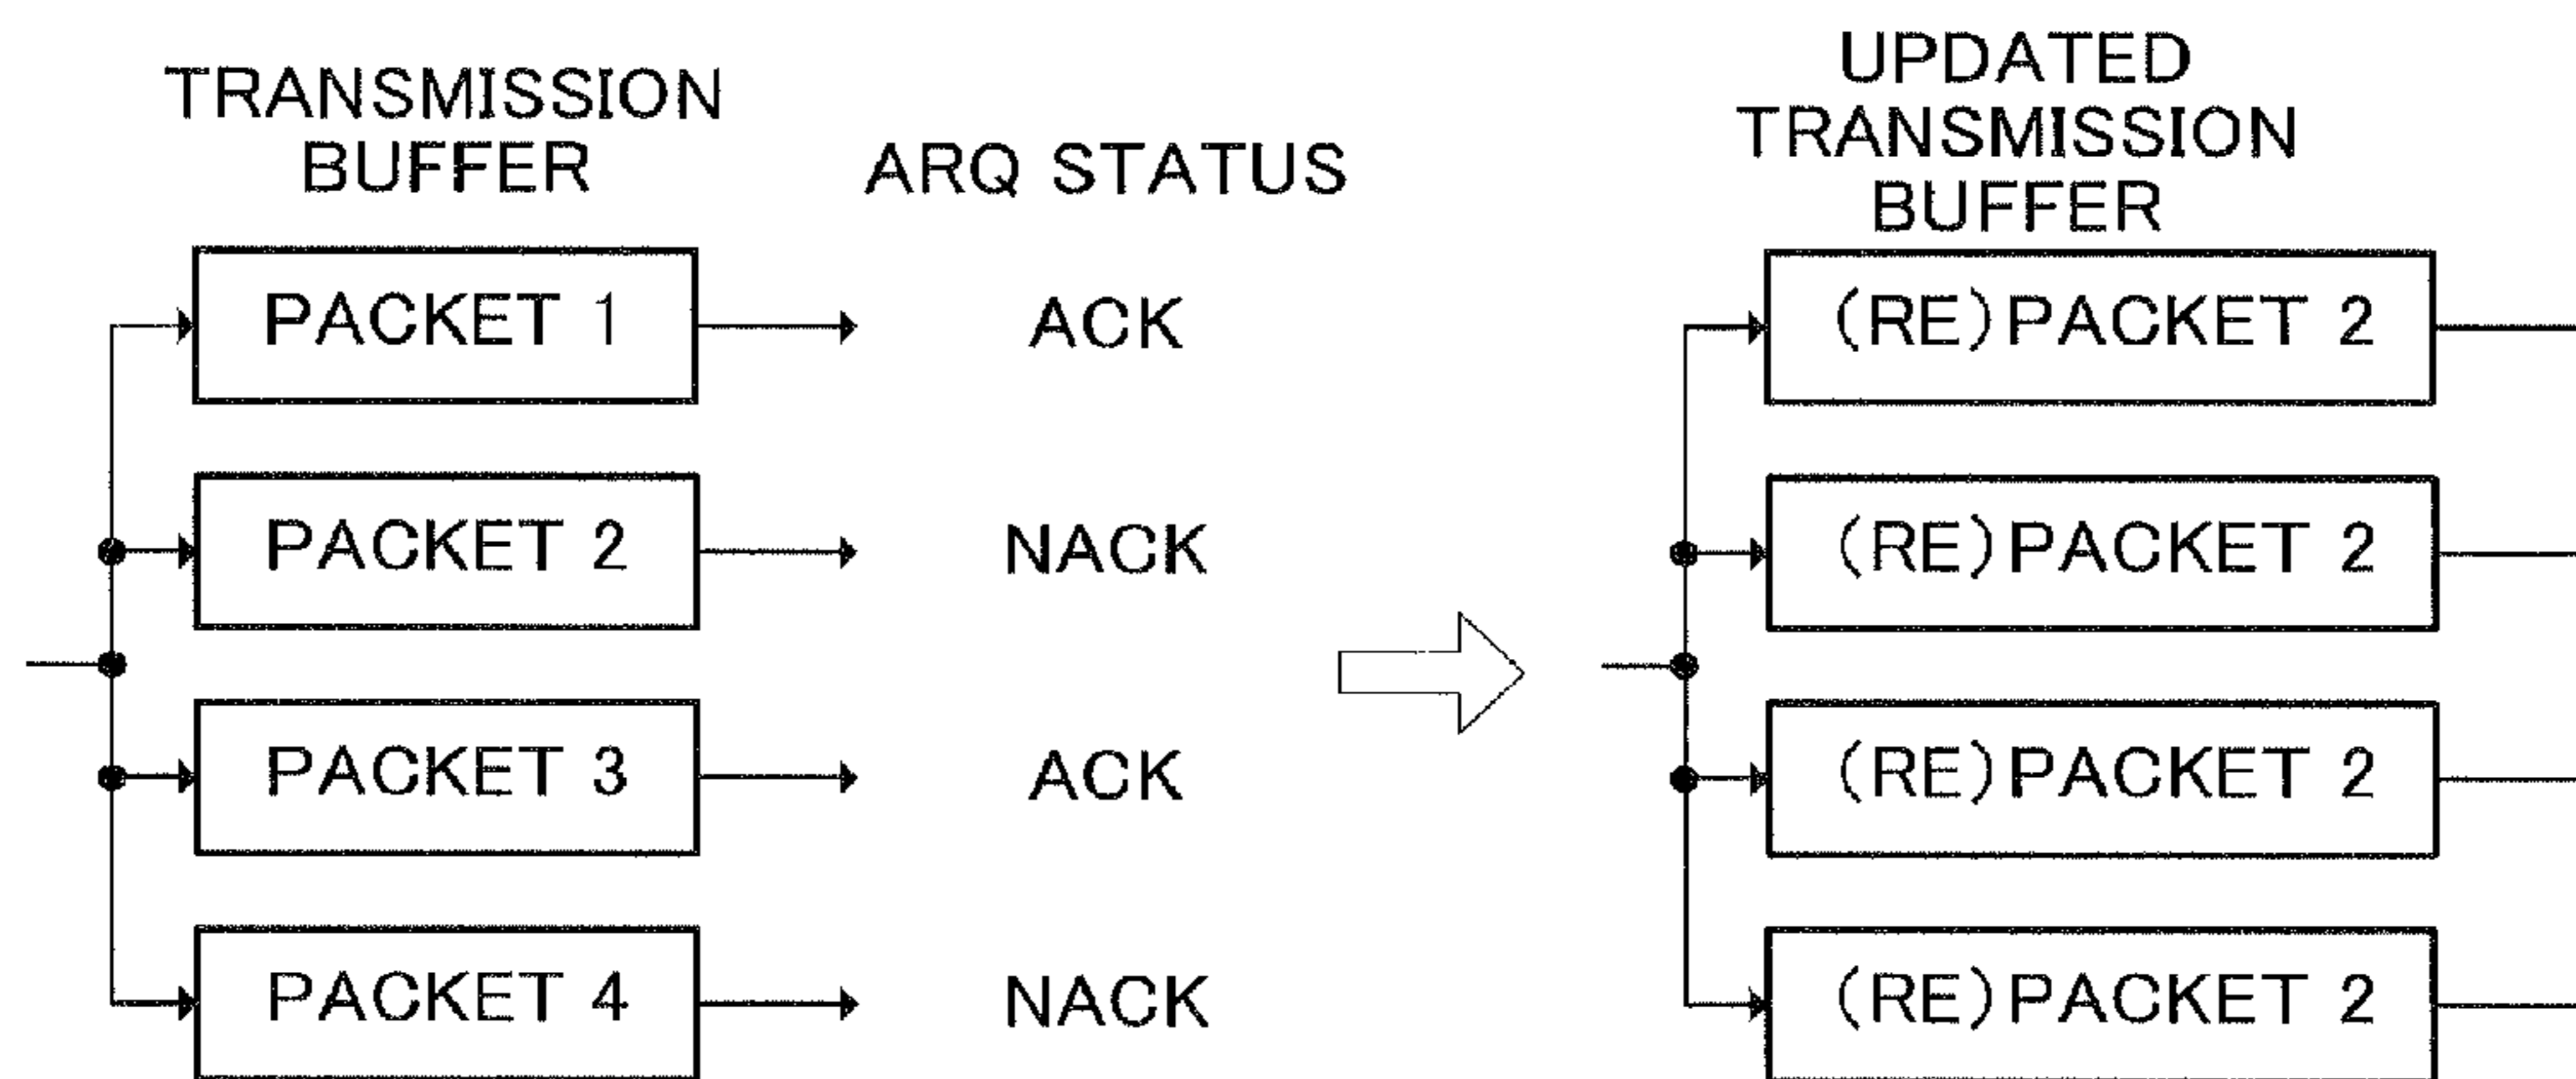 TRANSMISSION
BUFFER
ARQ STATUS
PACKET 1
ACK
PACKET 2
NACK
PACKET 3
ACK
PACKET 4
NACK
UPDATED
TRANSMISSION
BUFFER
(RE)PACKET 2
(RE)PACKET 2
(RE)PACKET 2
(RE)PACKET 2